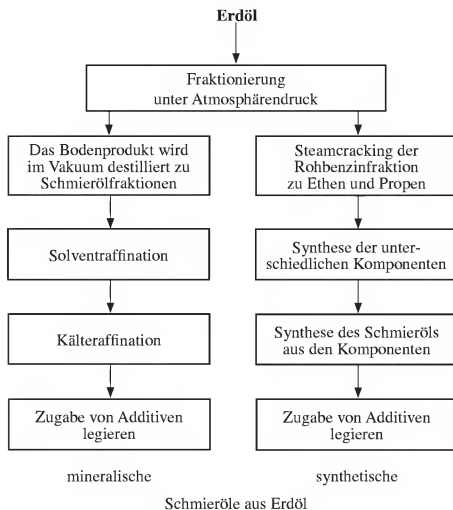 Erdöl
Fraktionierung
unter Atmosphärendruck
Das Bodenprodukt wird
im Vakuum destilliert zu
Schmierölfraktionen
Solventraffination
Kälteraffination
Zugabe von Additiven
legieren
mineralische
Steamcracking der
Rohbenzinfraktion
zu Ethen und Propen
Synthese der unter-
schiedlichen Komponenten
Synthese des Schmieröls
aus den Komponenten
Zugabe von Additiven
legieren
synthetische
Schmieröle aus Erdöl